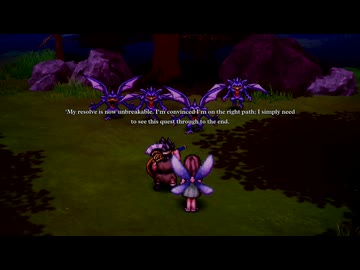 'My resolve is now unbreakable. I'm convinced I'm on the right path; I simply need
to see this quest through to the end.